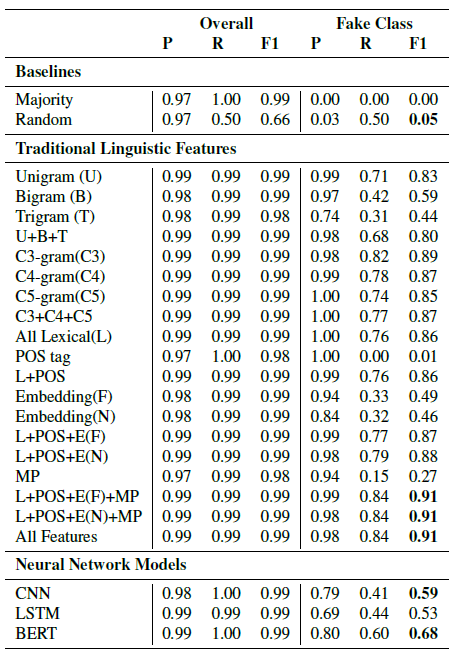 Overall Fake Class
P R F1 P R F1
Baselines
Majority 0.97 1.00 0.99 0.00 0.00 0.00
Random 0.97 0.50 0.66 0.03 0.50 0.05
Traditional Linguistic Features
Unigram (U) 0.99 0.99 0.99 0.99 0.71 0.83
Bigram (B) 0.98 0.99 0.99 0.97 0.42 0.59
Trigram (T) 0.98 0.99 0.98 0.74 0.31 0.44
U+B+T 0.99 0.99 0.99 0.98 0.68 0.80
C3-gram(C3) 0.99 0.99 0.99 0.98 0.82 0.89
C4-gram(C4) 0.99 0.99 0.99 0.99 0.78 0.87
C5-gram(C5) 0.99 0.99 0.99 1.00 0.74 0.85
C3+C4+C5 0.99 0.99 0.99 1.00 0.77 0.87
All Lexical(L) 0.99 0.99 0.99 1.00 0.76 0.86
POS tag 0.97 1.00 0.98 1.00 0.00 0.01
L+POS 0.99 0.99 0.99 0.99 0.76 0.86
Embedding(F) 0.98 0.99 0.99 0.94 0.33 0.49
Embedding(N) 0.98 0.99 0.99 0.84 0.32 0.46
L+POS+E(F) 0.99 0.99 0.99 0.99 0.77 0.87
L+POS+E(N) 0.99 0.99 0.99 0.98 0.79 0.88
MP 0.97 0.99 0.98 0.94 0.15 0.27
L+POS+E(F)+MP 0.99 0.99 0.99 0.99 0.84 0.91
L+POS+E(N)+MP 0.99 0.99 0.99 0.98 0.84 0.91
All Features 0.99 0.99 0.99 0.98 0.84 0.91
Neural Network Models
CNN 0.98 1.00 0.99 0.79 0.41 0.59
LSTM 0.99 0.99 0.99 0.69 0.44 0.53
BERT 0.99 1.00 0.99 0.80 0.60 0.68